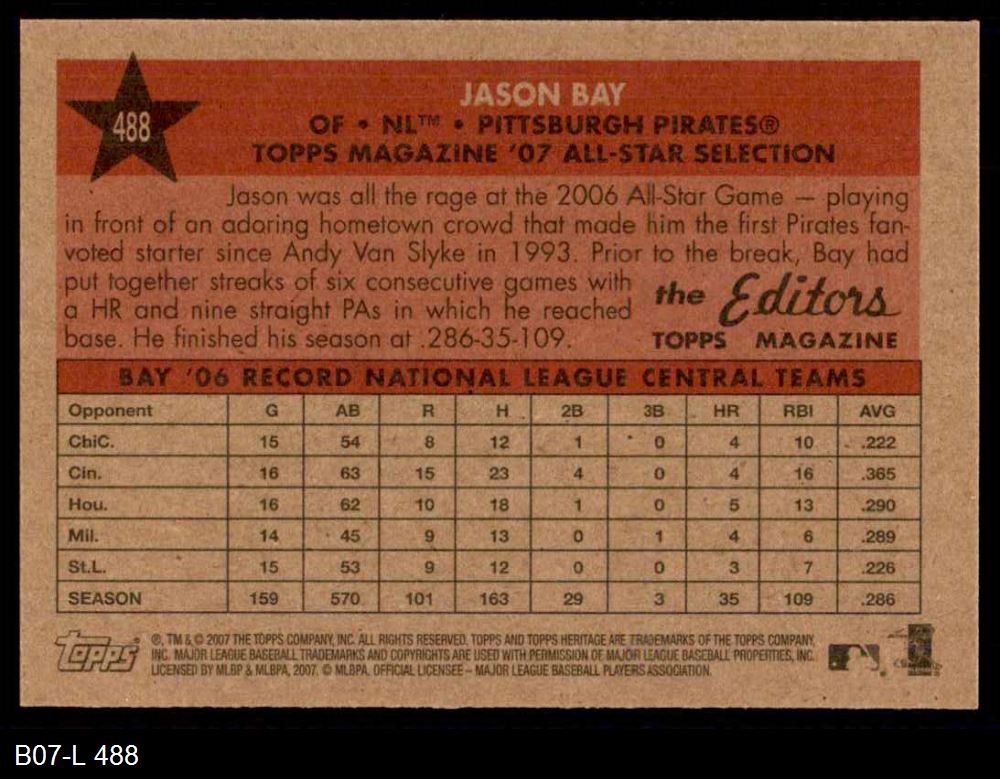 488
JASON BAY
OF • NL™ • PITTSBURGH PIRATES®
TOPPS MAGAZINE '07 ALL-STAR SELECTION
Jason was all the rage at the 2006 All-Star Game — playing
in front of an adoring hometown crowd that made him the first Pirates fan-
voted starter since Andy Van Slyke in 1993. Prior to the break, Bay had
put together streaks of six consecutive games with
a HR and nine straight PAs in which he reached
base. He finished his season at .286-35-109.
the Editors
TOPPS MAGAZINE
BAY '06 RECORD NATIONAL LEAGUE CENTRAL TEAMS
Opponent G AB R H 2B 3B HR RBI AVG
ChiC. 15 54 8 12 1 0 4 10 .222
Cin. 16 63 15 23 4 0 4 16 .365
Hou. 16 62 10 18 1 0 5 13 .290
Mil. 14 45 9 13 0 1 4 6 .289
St.L. 15 53 9 12 0 0 3 7 .226
SEASON 159 570 101 163 29 3 35 109 .286
Topps
®, TM & © 2007 THE TOPPS COMPANY, INC. ALL RIGHTS RESERVED. TOPPS AND TOPPS HERITAGE ARE TRADEMARKS OF THE TOPPS COMPANY,
INC. MAJOR LEAGUE BASEBALL TRADEMARKS AND COPYRIGHTS ARE USED WITH PERMISSION OF MAJOR LEAGUE BASEBALL PROPERTIES, INC.
LICENSED BY MLBP & MLBPA, 2007. © MLBPA. OFFICIAL LICENSEE – MAJOR LEAGUE BASEBALL PLAYERS ASSOCIATION.
B07-L 488